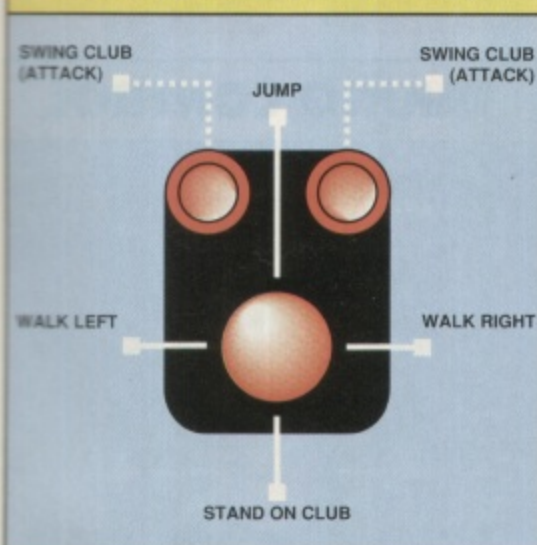 SWING CLUB
(ATTACK)
SWING CLUB
(ATTACK)
JUMP
WALK LEFT
WALK RIGHT
STAND ON CLUB